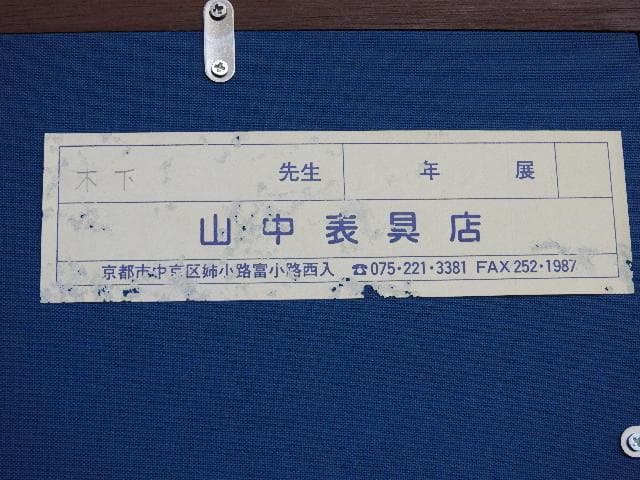 木下 先生 年 展
山中表具店
京都市中京区姉小路富小路西入 ☎075・221・3381 FAX 252・1987